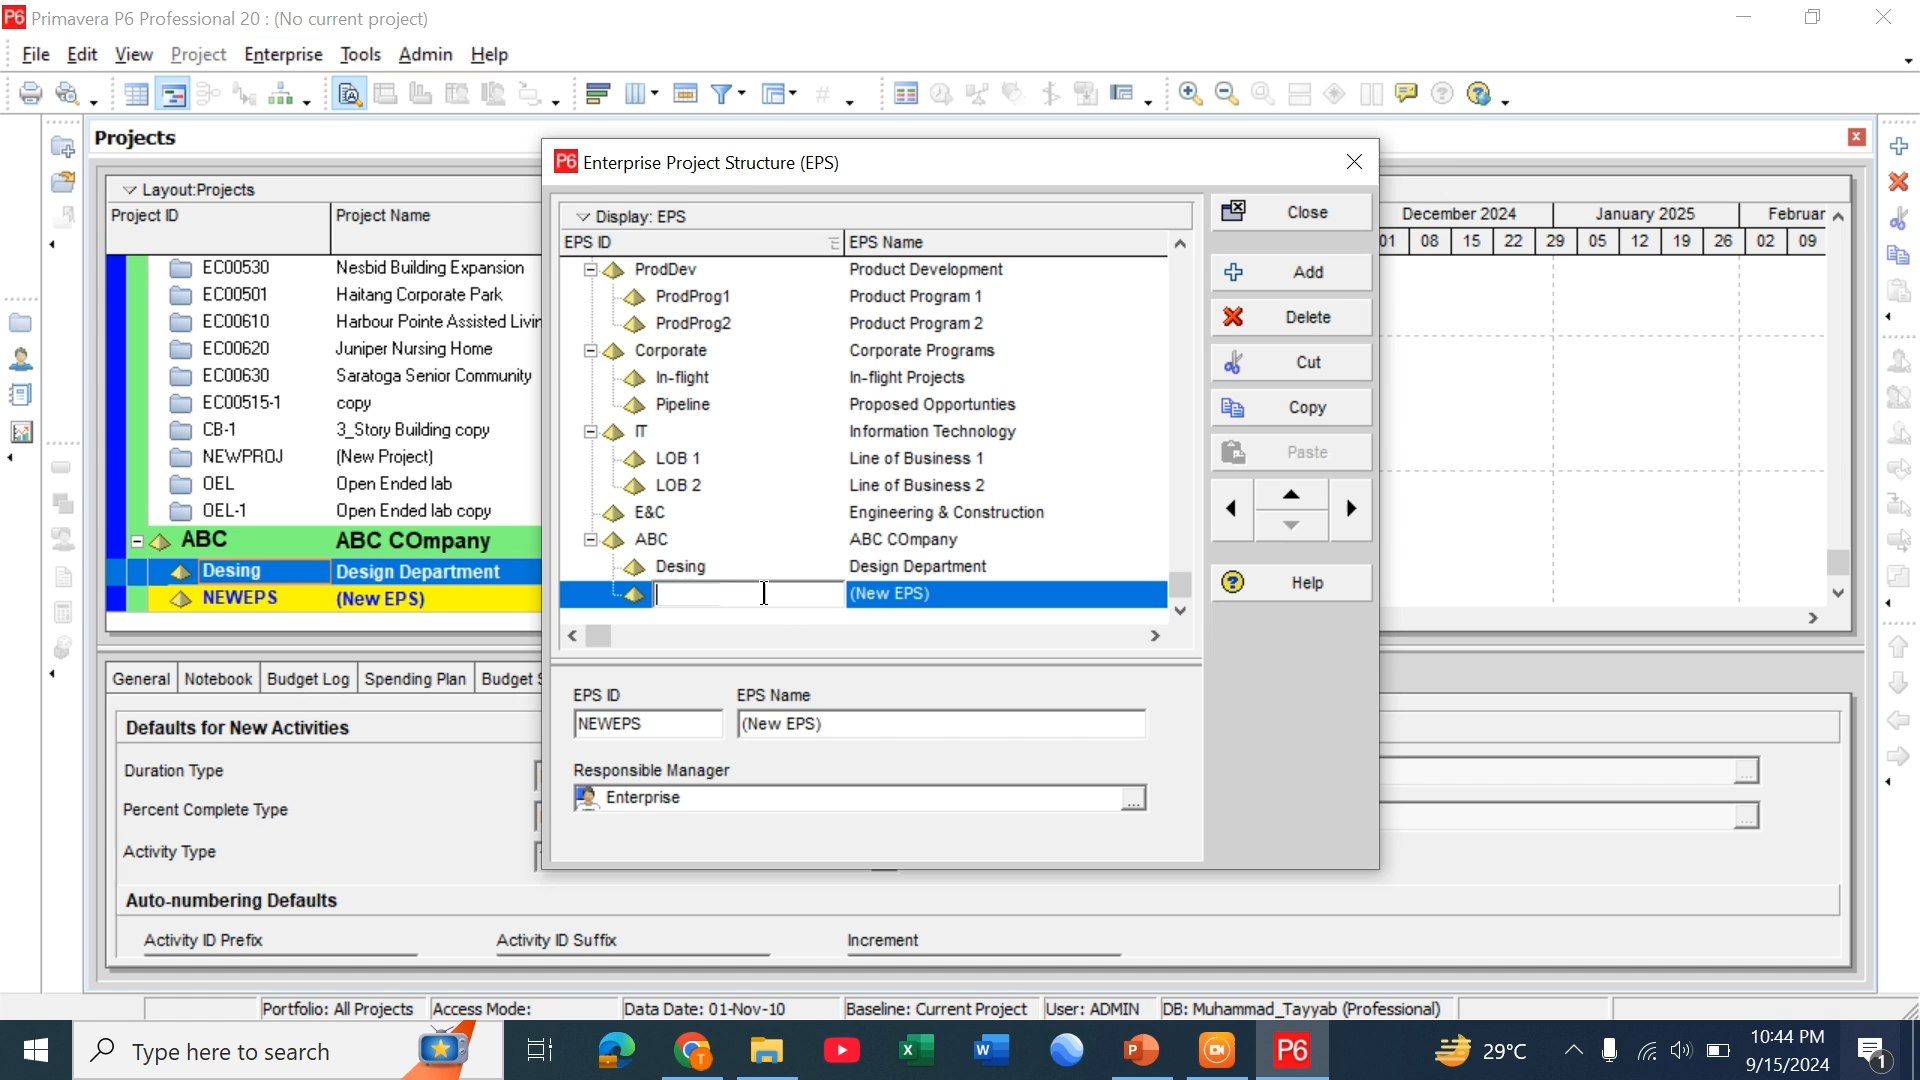 P6 Primavera P6 Professional 20 : (No current project)
File Edit View Project Enterprise Tools Admin Help
Projects
Layout:Projects
Project ID Project Name
EC00530 Nesbid Building Expansion
EC00501 Haitang Corporate Park
EC00610 Harbour Pointe Assisted Livin
EC00620 Juniper Nursing Home
EC00630 Saratoga Senior Community
EC00515-1 copy
CB-1 3_Story Building copy
NEWPROJ (New Project)
OEL Open Ended lab
OEL-1 Open Ended lab copy
ABC ABC COmpany
Desing Design Department
NEWEPS (New EPS)
December 2024 January 2025 Februar
01 08 15 22 29 05 12 19 26 02 09
P6 Enterprise Project Structure (EPS)
Display: EPS
EPS ID EPS Name
ProdDev Product Development
ProdProg1 Product Program 1
ProdProg2 Product Program 2
Corporate Corporate Programs
In-flight In-flight Projects
Pipeline Proposed Opportunties
IT Information Technology
LOB 1 Line of Business 1
LOB 2 Line of Business 2
E&C Engineering & Construction
ABC ABC COmpany
Desing Design Department
(New EPS)
EPS ID EPS Name
NEWEPS (New EPS)
Responsible Manager
Enterprise
Close
Add
Delete
Cut
Copy
Paste
Help
General Notebook Budget Log Spending Plan Budget S
Defaults for New Activities
Duration Type
Percent Complete Type
Activity Type
Auto-numbering Defaults
Activity ID Prefix Activity ID Suffix Increment
Portfolio: All Projects Access Mode: Data Date: 01-Nov-10 Baseline: Current Project User: ADMIN DB: Muhammad_Tayyab (Professional)
Type here to search
P6
29°C
10:44 PM
9/15/2024
1